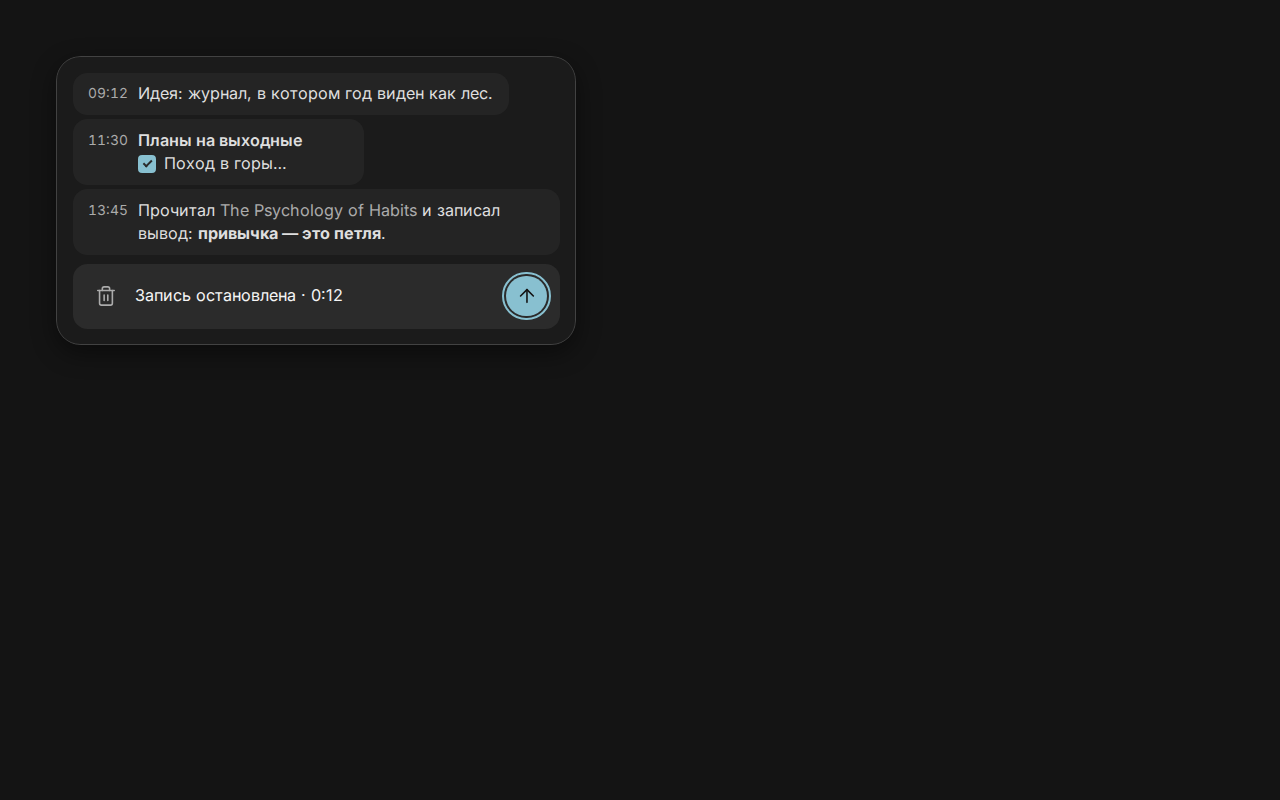 09:12 Идея: журнал, в котором год виден как лес.
11:30 Планы на выходные
Поход в горы...
13:45 Прочитал The Psychology of Habits и записал
вывод: привычка — это петля.
Запись остановлена · 0:12